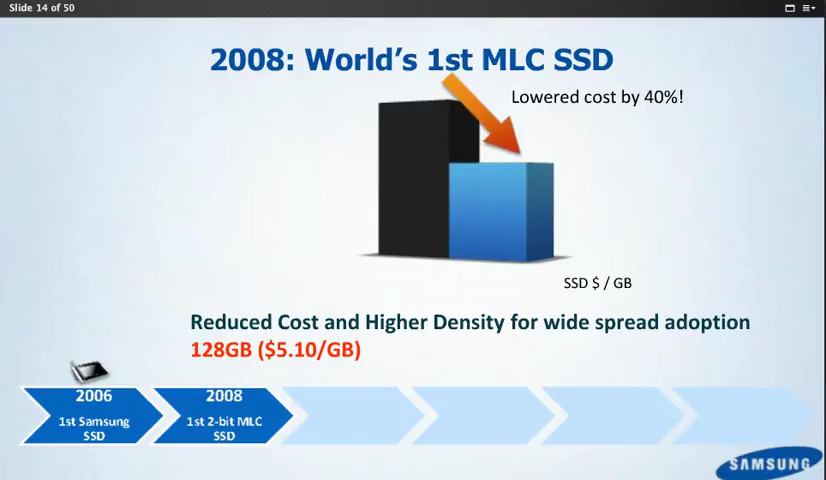 Slide 14 of 50
2008: World's 1st MLC SSD
Lowered cost by 40%!
SSD $ / GB
Reduced Cost and Higher Density for wide spread adoption
128GB ($5.10/GB)
2006
1st Samsung
SSD
2008
1st 2-bit MLC
SSD
SAMSUNG